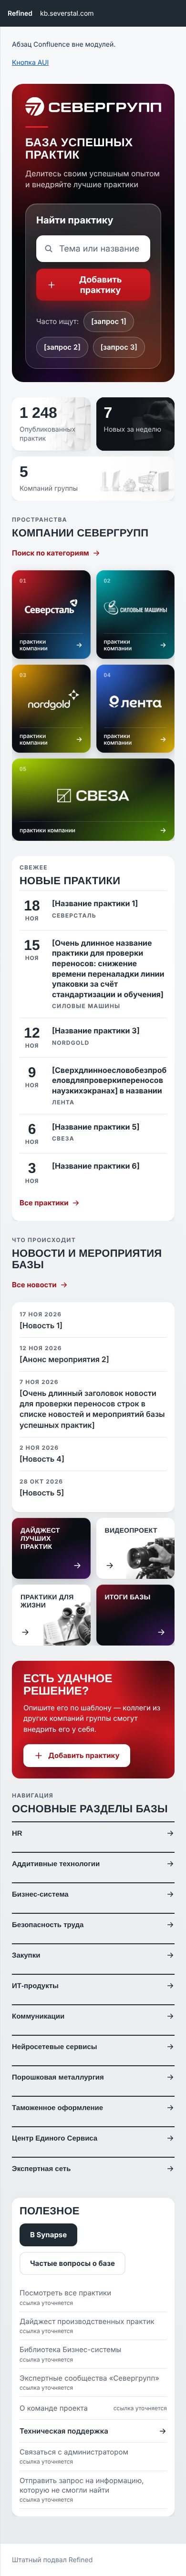 Refined kb.severstal.com
Абзац Confluence вне модулей.
Кнопка AUI
СЕВЕРГРУПП
БАЗА УСПЕШНЫХ
ПРАКТИК
Делитесь своим успешным опытом
и внедряйте лучшие практики
Найти практику
Тема или название
Добавить
практику
Часто ищут: [запрос 1]
[запрос 2] [запрос 3]
1 248
Опубликованных
практик
7
Новых за неделю
5
Компаний группы
ПРОСТРАНСТВА
КОМПАНИИ СЕВЕРГРУПП
Поиск по категориям
01
Северсталь
практики
компании
02
СИЛОВЫЕ МАШИНЫ
практики
компании
03
nordgold
практики
компании
04
лента
практики
компании
05
СВЕЗА
практики компании
СВЕЖЕЕ
НОВЫЕ ПРАКТИКИ
18
НОЯ
[Название практики 1]
СЕВЕРСТАЛЬ
15
НОЯ
[Очень длинное название
практики для проверки
переносов: снижение
времени переналадки линии
упаковки за счёт
стандартизации и обучения]
СИЛОВЫЕ МАШИНЫ
12
НОЯ
[Название практики 3]
NORDGOLD
9
НОЯ
[Сверхдлинноесловобезпроб
еловдляпроверкипереносов
науэкихэкранах] в названии
ЛЕНТА
6
НОЯ
[Название практики 5]
СВЕЗА
3
НОЯ
[Название практики 6]
Все практики
ЧТО ПРОИСХОДИТ
НОВОСТИ И МЕРОПРИЯТИЯ
БАЗЫ
Все новости
17 НОЯ 2026
[Новость 1]
12 НОЯ 2026
[Анонс мероприятия 2]
7 НОЯ 2026
[Очень длинный заголовок новости
для проверки переносов строк в
списке новостей и мероприятий базы
успешных практик]
2 НОЯ 2026
[Новость 4]
28 ОКТ 2026
[Новость 5]
ДАЙДЖЕСТ
ЛУЧШИХ
ПРАКТИК
ВИДЕОПРОЕКТ
ПРАКТИКИ ДЛЯ
ЖИЗНИ
ИТОГИ БАЗЫ
ЕСТЬ УДАЧНОЕ
РЕШЕНИЕ?
Опишите его по шаблону — коллеги из
других компаний группы смогут
внедрить его у себя.
Добавить практику
НАВИГАЦИЯ
ОСНОВНЫЕ РАЗДЕЛЫ БАЗЫ
HR
Аддитивные технологии
Бизнес-система
Безопасность труда
Закупки
ИТ-продукты
Коммуникации
Нейросетевые сервисы
Порошковая металлургия
Таможенное оформление
Центр Единого Сервиса
Экспертная сеть
ПОЛЕЗНОЕ
В Synapse
Частые вопросы о базе
Посмотреть все практики
ссылка уточняется
Дайджест производственных практик
ссылка уточняется
Библиотека Бизнес-системы
ссылка уточняется
Экспертные сообщества «Севергрупп»
ссылка уточняется
О команде проекта ссылка уточняется
Техническая поддержка
Связаться с администратором
ссылка уточняется
Отправить запрос на информацию,
которую не смогли найти
ссылка уточняется
Штатный подвал Refined